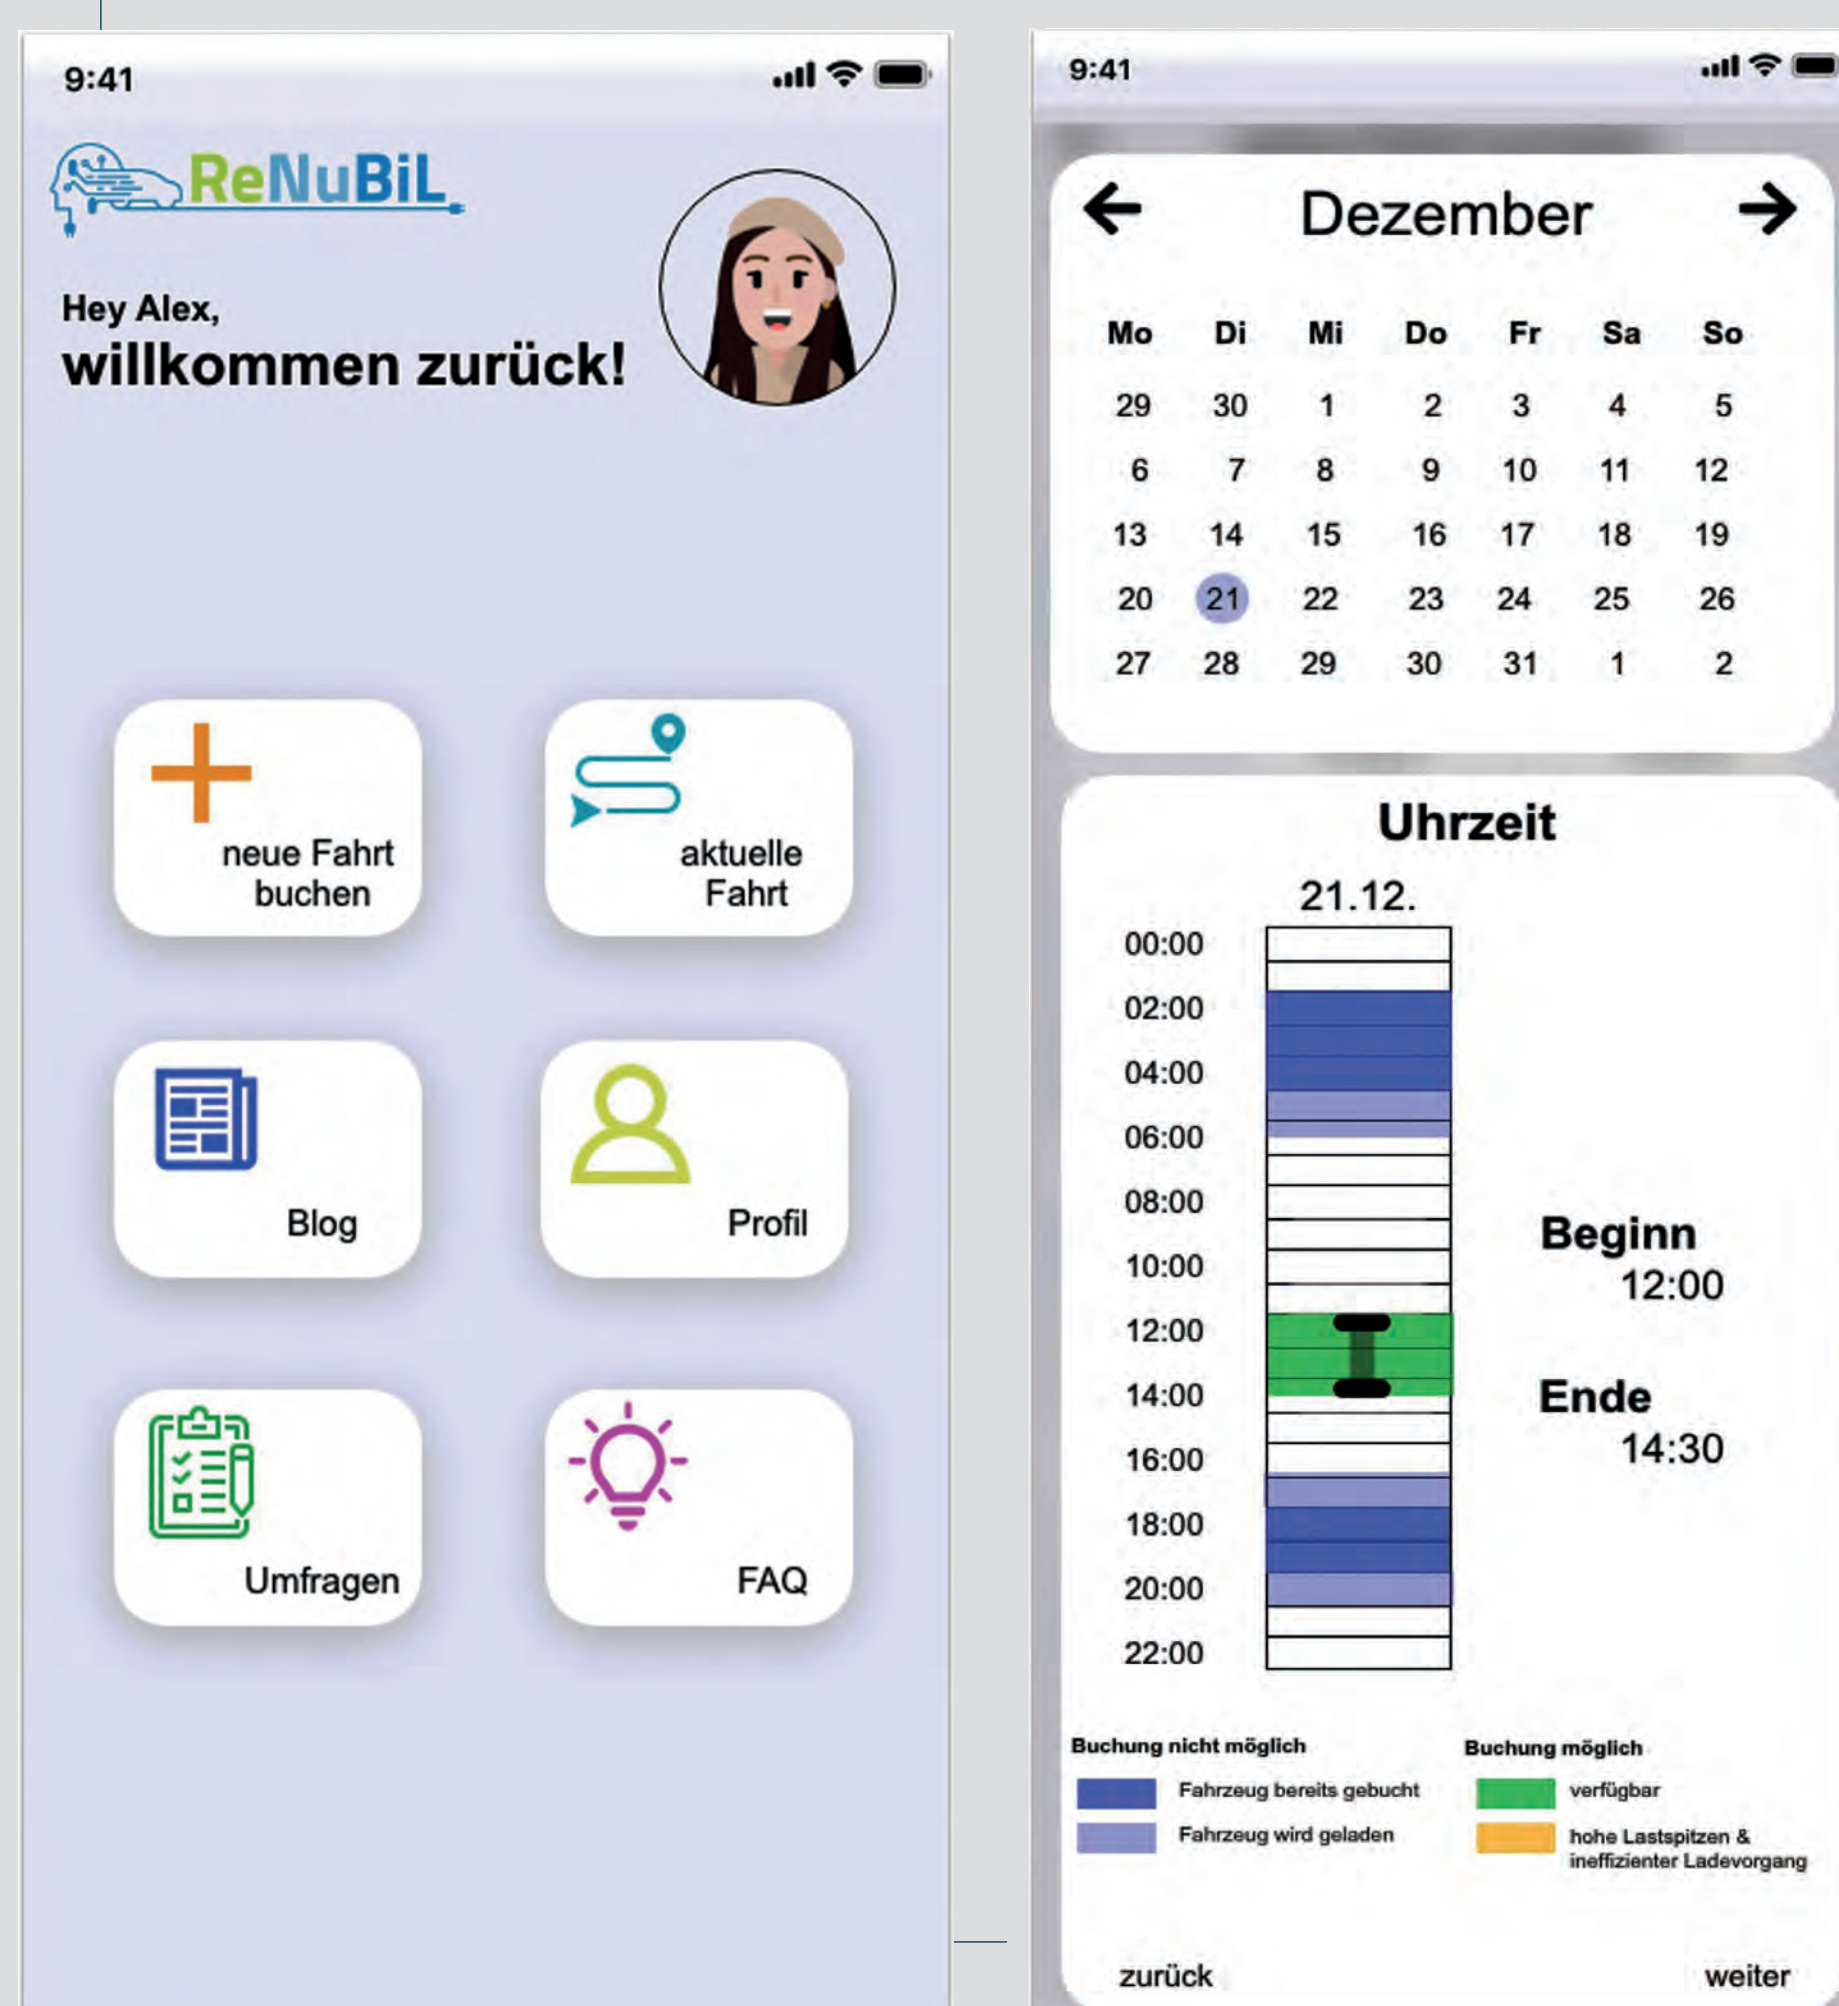 9:41
ReNuBiL
Hey Alex,
willkommen zurück!
neue Fahrt
buchen
aktuelle
Fahrt
Blog
Profil
Umfragen
FAQ
9:41
Dezember
Mo Di Mi Do Fr Sa So
29 30 1 2 3 4 5
6 7 8 9 10 11 12
13 14 15 16 17 18 19
20 21 22 23 24 25 26
27 28 29 30 31 1 2
Uhrzeit
21.12.
00:00
02:00
04:00
06:00
08:00
10:00
12:00
14:00
16:00
18:00
20:00
22:00
Beginn
12:00
Ende
14:30
Buchung nicht möglich
Fahrzeug bereits gebucht
Fahrzeug wird geladen
Buchung möglich
verfügbar
hohe Lastspitzen &
ineffizienter Ladevorgang
zurück
weiter